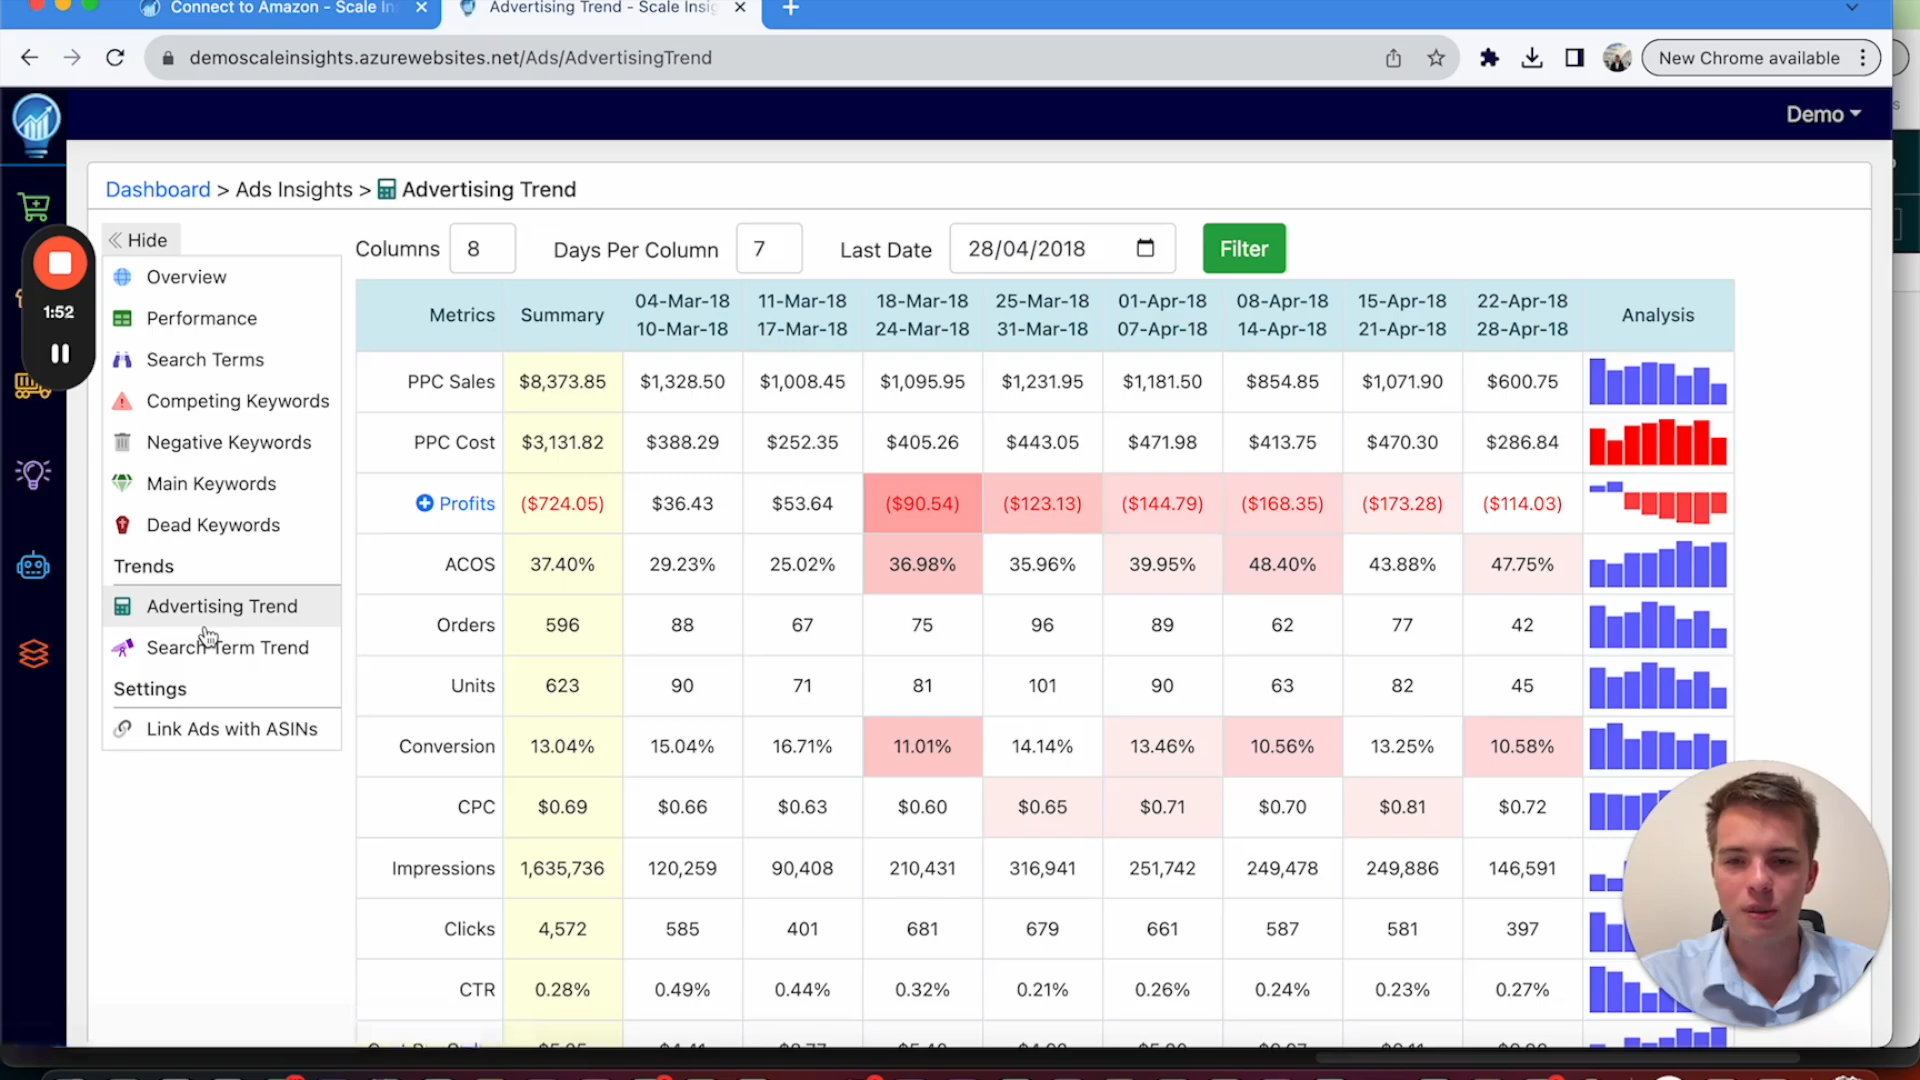 Connect to Amazon - Scale In
Advertising Trend - Scale Insig
demoscaleinsights.azurewebsites.net/Ads/AdvertisingTrend
New Chrome available
Demo
Dashboard > Ads Insights > Advertising Trend
Hide
Columns 8 Days Per Column 7 Last Date 28/04/2018 Filter
1:52
Overview
Performance
Search Terms
Competing Keywords
Negative Keywords
Main Keywords
Dead Keywords
Trends
Advertising Trend
Search Term Trend
Settings
Link Ads with ASINs
Metrics Summary 04-Mar-18 11-Mar-18 18-Mar-18 25-Mar-18 01-Apr-18 08-Apr-18 15-Apr-18 22-Apr-18 Analysis
10-Mar-18 17-Mar-18 24-Mar-18 31-Mar-18 07-Apr-18 14-Apr-18 21-Apr-18 28-Apr-18
PPC Sales $8,373.85 $1,328.50 $1,008.45 $1,095.95 $1,231.95 $1,181.50 $854.85 $1,071.90 $600.75
PPC Cost $3,131.82 $388.29 $252.35 $405.26 $443.05 $471.98 $413.75 $470.30 $286.84
Profits ($724.05) $36.43 $53.64 ($90.54) ($123.13) ($144.79) ($168.35) ($173.28) ($114.03)
ACOS 37.40% 29.23% 25.02% 36.98% 35.96% 39.95% 48.40% 43.88% 47.75%
Orders 596 88 67 75 96 89 62 77 42
Units 623 90 71 81 101 90 63 82 45
Conversion 13.04% 15.04% 16.71% 11.01% 14.14% 13.46% 10.56% 13.25% 10.58%
CPC $0.69 $0.66 $0.63 $0.60 $0.65 $0.71 $0.70 $0.81 $0.72
Impressions 1,635,736 120,259 90,408 210,431 316,941 251,742 249,478 249,886 146,591
Clicks 4,572 585 401 681 679 661 587 581 397
CTR 0.28% 0.49% 0.44% 0.32% 0.21% 0.26% 0.24% 0.23% 0.27%